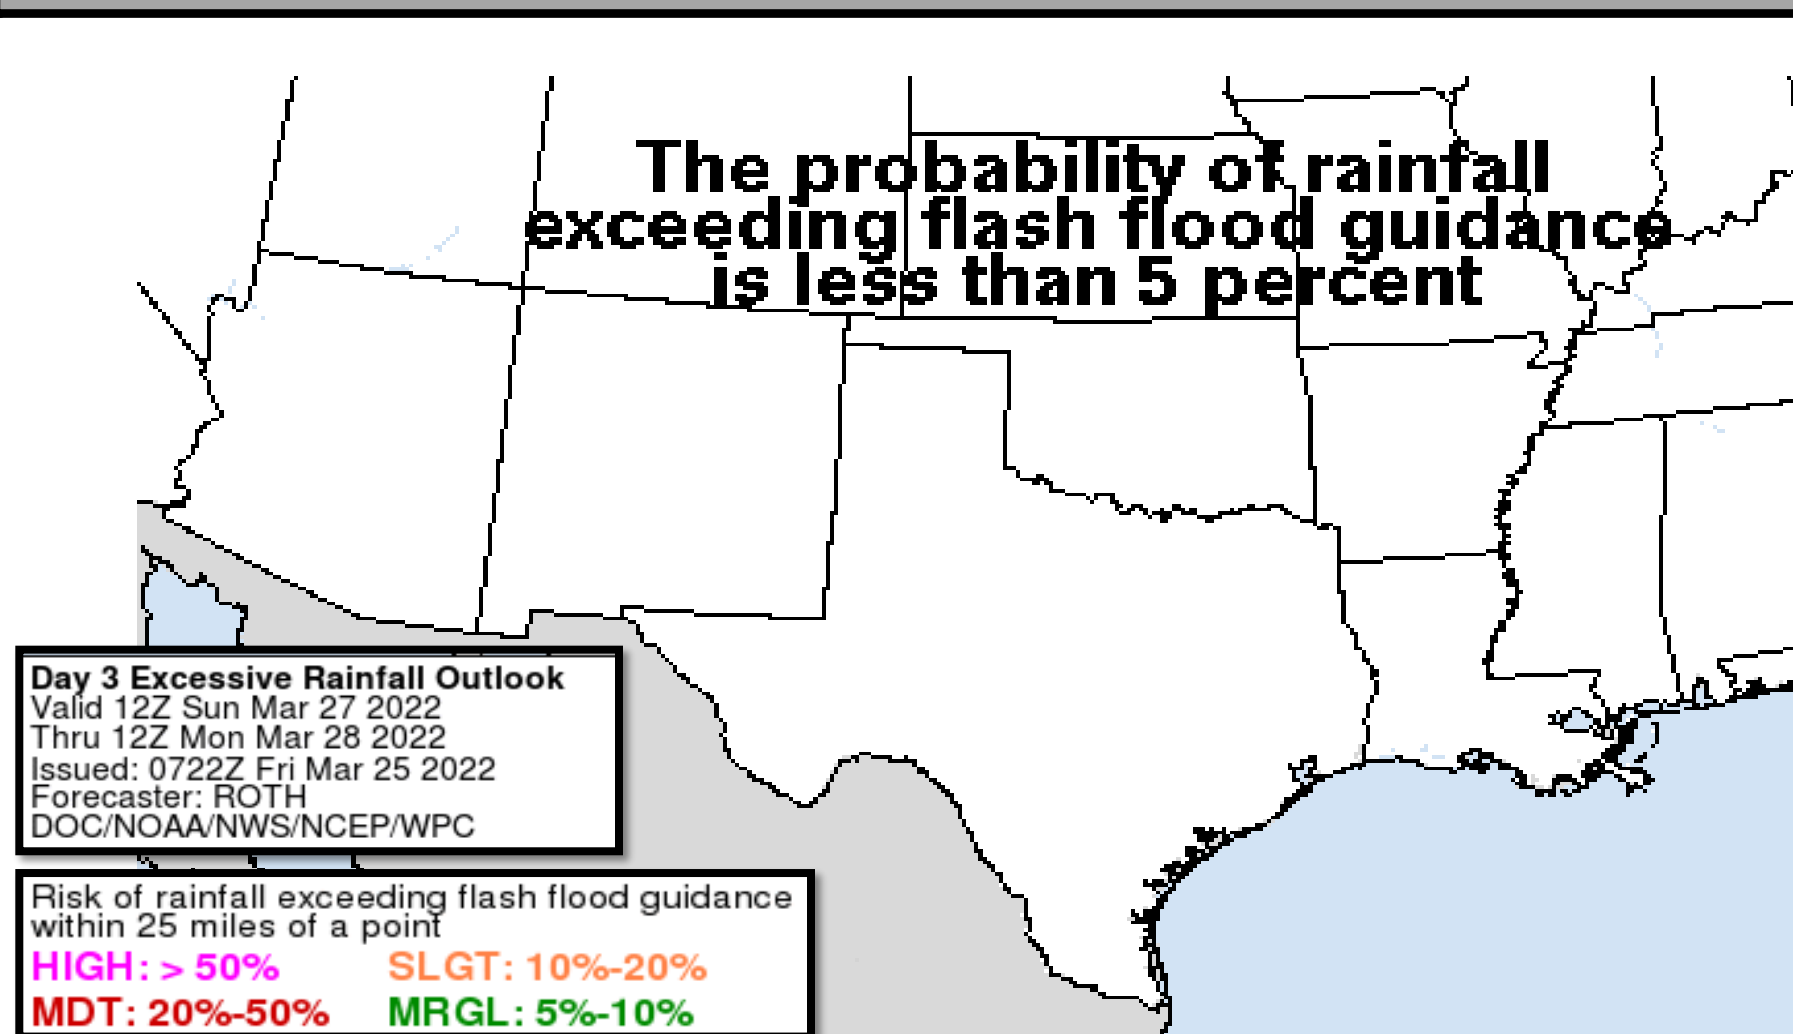 The probability of rainfall
exceeding flash flood guidance
is less than 5 percent
Day 3 Excessive Rainfall Outlook
Valid 12Z Sun Mar 27 2022
Thru 12Z Mon Mar 28 2022
Issued: 0722Z Fri Mar 25 2022
Forecaster: ROTH
DOC/NOAA/NWS/NCEP/WPC
Risk of rainfall exceeding flash flood guidance
within 25 miles of a point
HIGH: > 50% SLGT: 10%-20%
MDT: 20%-50% MRGL: 5%-10%